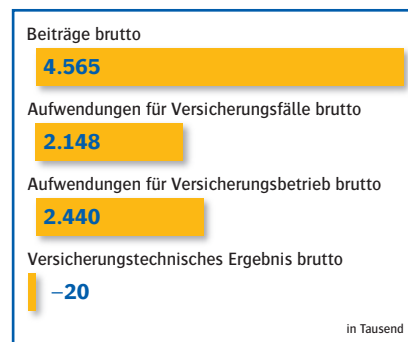 Beiträge brutto
4.565
Aufwendungen für Versicherungsfälle brutto
2.148
Aufwendungen für Versicherungsbetrieb brutto
2.440
Versicherungstechnisches Ergebnis brutto
–20
in Tausend